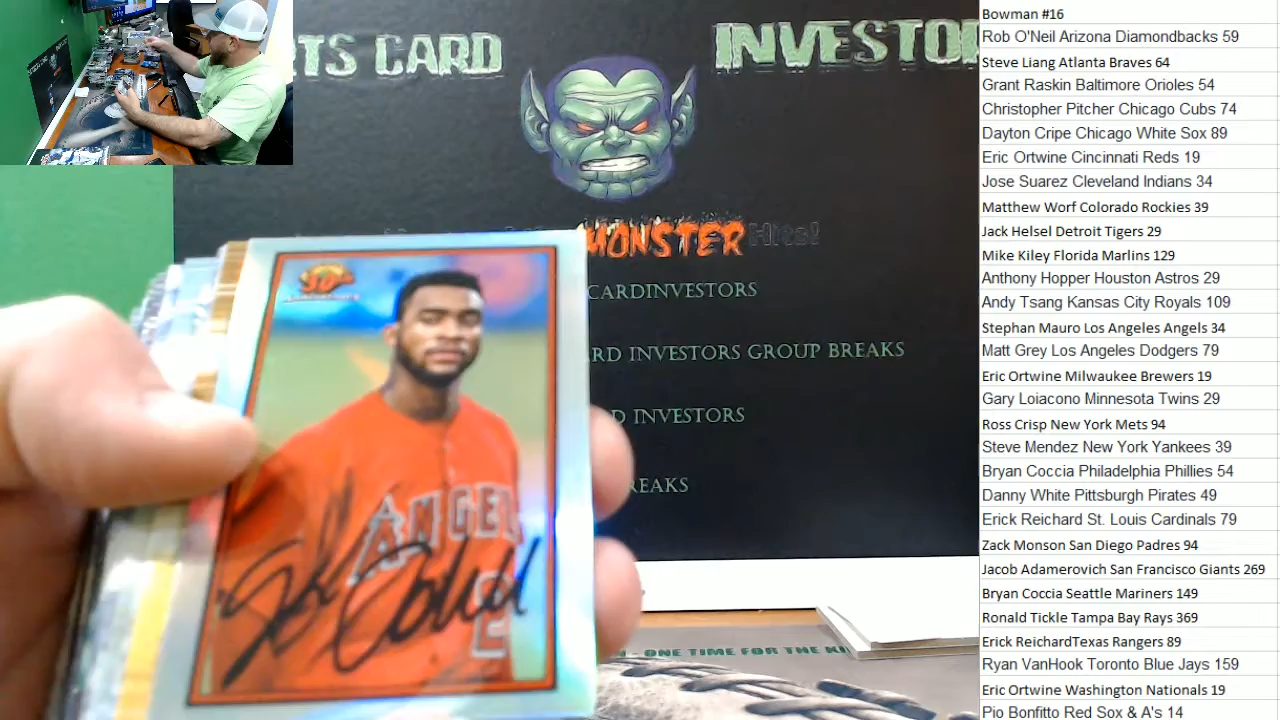 TS CARD
INVESTO
MONSTER Hits!
CARDINVESTORS
RD INVESTORS GROUP BREAKS
D INVESTORS
REAKS
30th
ANGEL
2
- ONE TIME FOR THE KI
Bowman #16
Rob O'Neil Arizona Diamondbacks 59
Steve Liang Atlanta Braves 64
Grant Raskin Baltimore Orioles 54
Christopher Pitcher Chicago Cubs 74
Dayton Cripe Chicago White Sox 89
Eric Ortwine Cincinnati Reds 19
Jose Suarez Cleveland Indians 34
Matthew Worf Colorado Rockies 39
Jack Helsel Detroit Tigers 29
Mike Kiley Florida Marlins 129
Anthony Hopper Houston Astros 29
Andy Tsang Kansas City Royals 109
Stephan Mauro Los Angeles Angels 34
Matt Grey Los Angeles Dodgers 79
Eric Ortwine Milwaukee Brewers 19
Gary Loiacono Minnesota Twins 29
Ross Crisp New York Mets 94
Steve Mendez New York Yankees 39
Bryan Coccia Philadelphia Phillies 54
Danny White Pittsburgh Pirates 49
Erick Reichard St. Louis Cardinals 79
Zack Monson San Diego Padres 94
Jacob Adamerovich San Francisco Giants 269
Bryan Coccia Seattle Mariners 149
Ronald Tickle Tampa Bay Rays 369
Erick ReichardTexas Rangers 89
Ryan VanHook Toronto Blue Jays 159
Eric Ortwine Washington Nationals 19
Pio Bonfitto Red Sox & A's 14